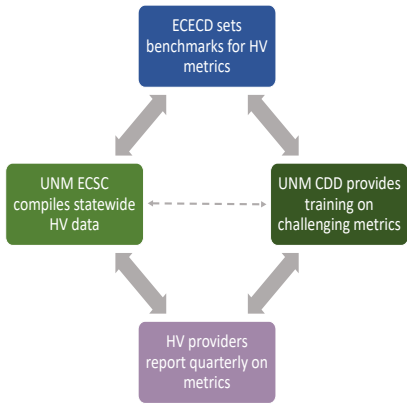 ECECD sets
benchmarks for HV
metrics
UNM ECSC
compiles statewide
HV data
UNM CDD provides
training on
challenging metrics
HV providers
report quarterly on
metrics